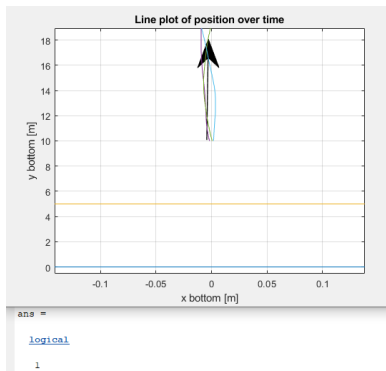 Line plot of position over time
18
16
14
12
10
8
6
4
2
0
y bottom [m]
-0.1 -0.05 0 0.05 0.1
x bottom [m]
ans =
logical
1